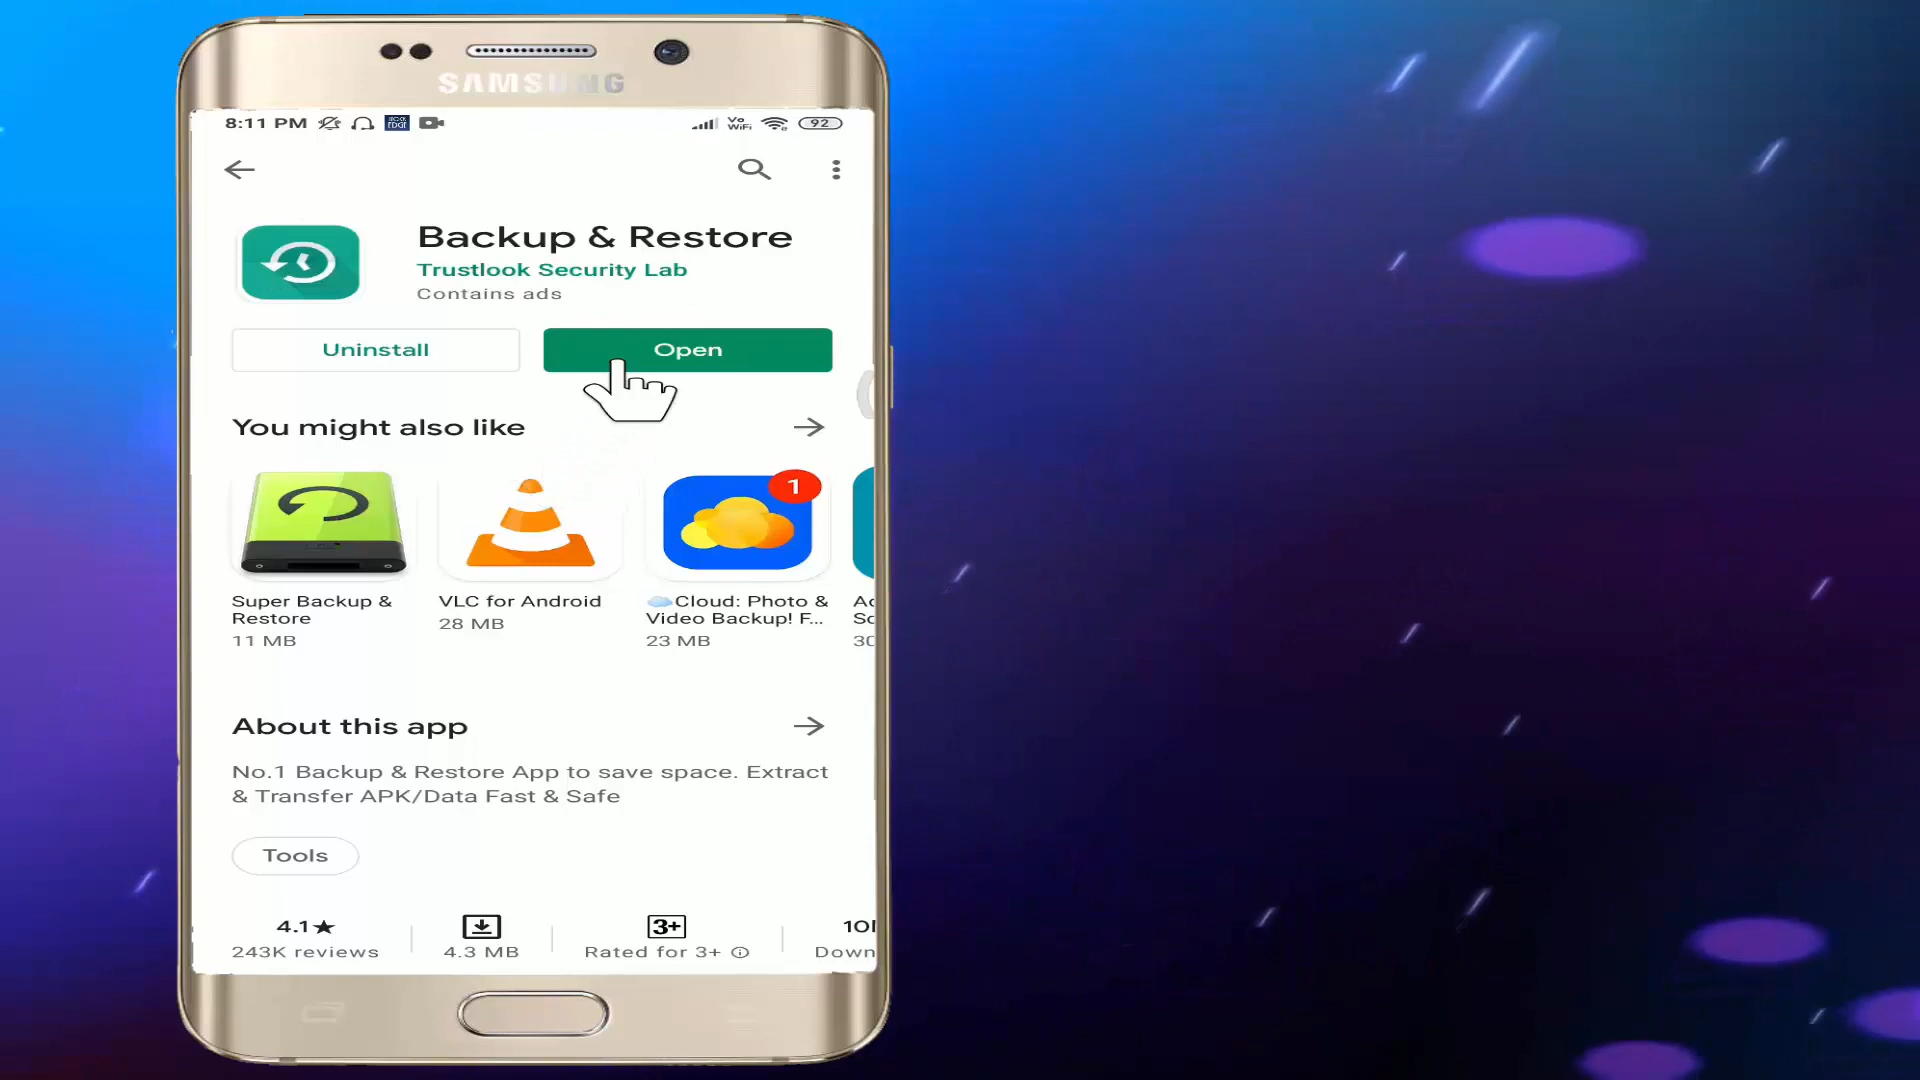 SAMSUNG
8:11 PM
Vo
WiFi
92
Backup & Restore
Trustlook Security Lab
Contains ads
Uninstall
Open
You might also like
1
Super Backup &
Restore
11 MB
VLC for Android
28 MB
Cloud: Photo &
Video Backup! F...
23 MB
About this app
No.1 Backup & Restore App to save space. Extract
& Transfer APK/Data Fast & Safe
Tools
4.1★
243K reviews
4.3 MB
3+
Rated for 3+